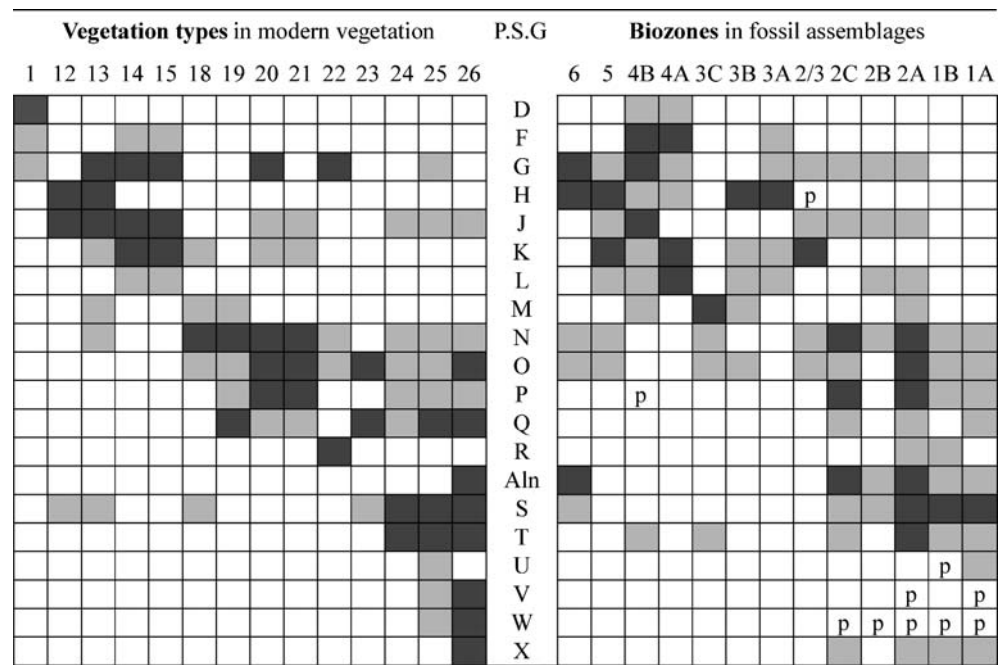 Vegetation types in modern vegetation P.S.G Biozones in fossil assemblages
1 12 13 14 15 18 19 20 21 22 23 24 25 26 6 5 4B 4A 3C 3B 3A 2/3 2C 2B 2A 1B 1A
D
F
G
H p
J
K
L
M
N
O
P p
Q
R
Aln
S
T
U p
V p p
W p p p p p
X